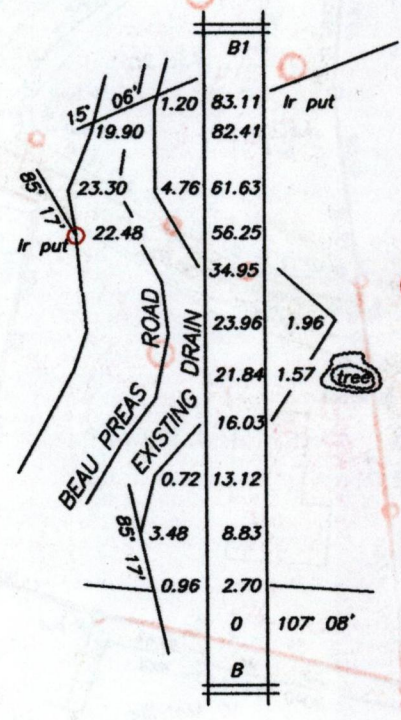 B1
15' 06' 1.20 83.11 Ir put
19.90 82.41
85' 17' 23.30 4.76 61.63
Ir put 22.48 56.25
34.95
ROAD 23.96 1.96
DRAIN 21.84 1.57 tree
BEAU PREAS EXISTING 16.03
0.72 13.12
85' 17' 3.48 8.83
0.96 2.70
0 107' 08'
B